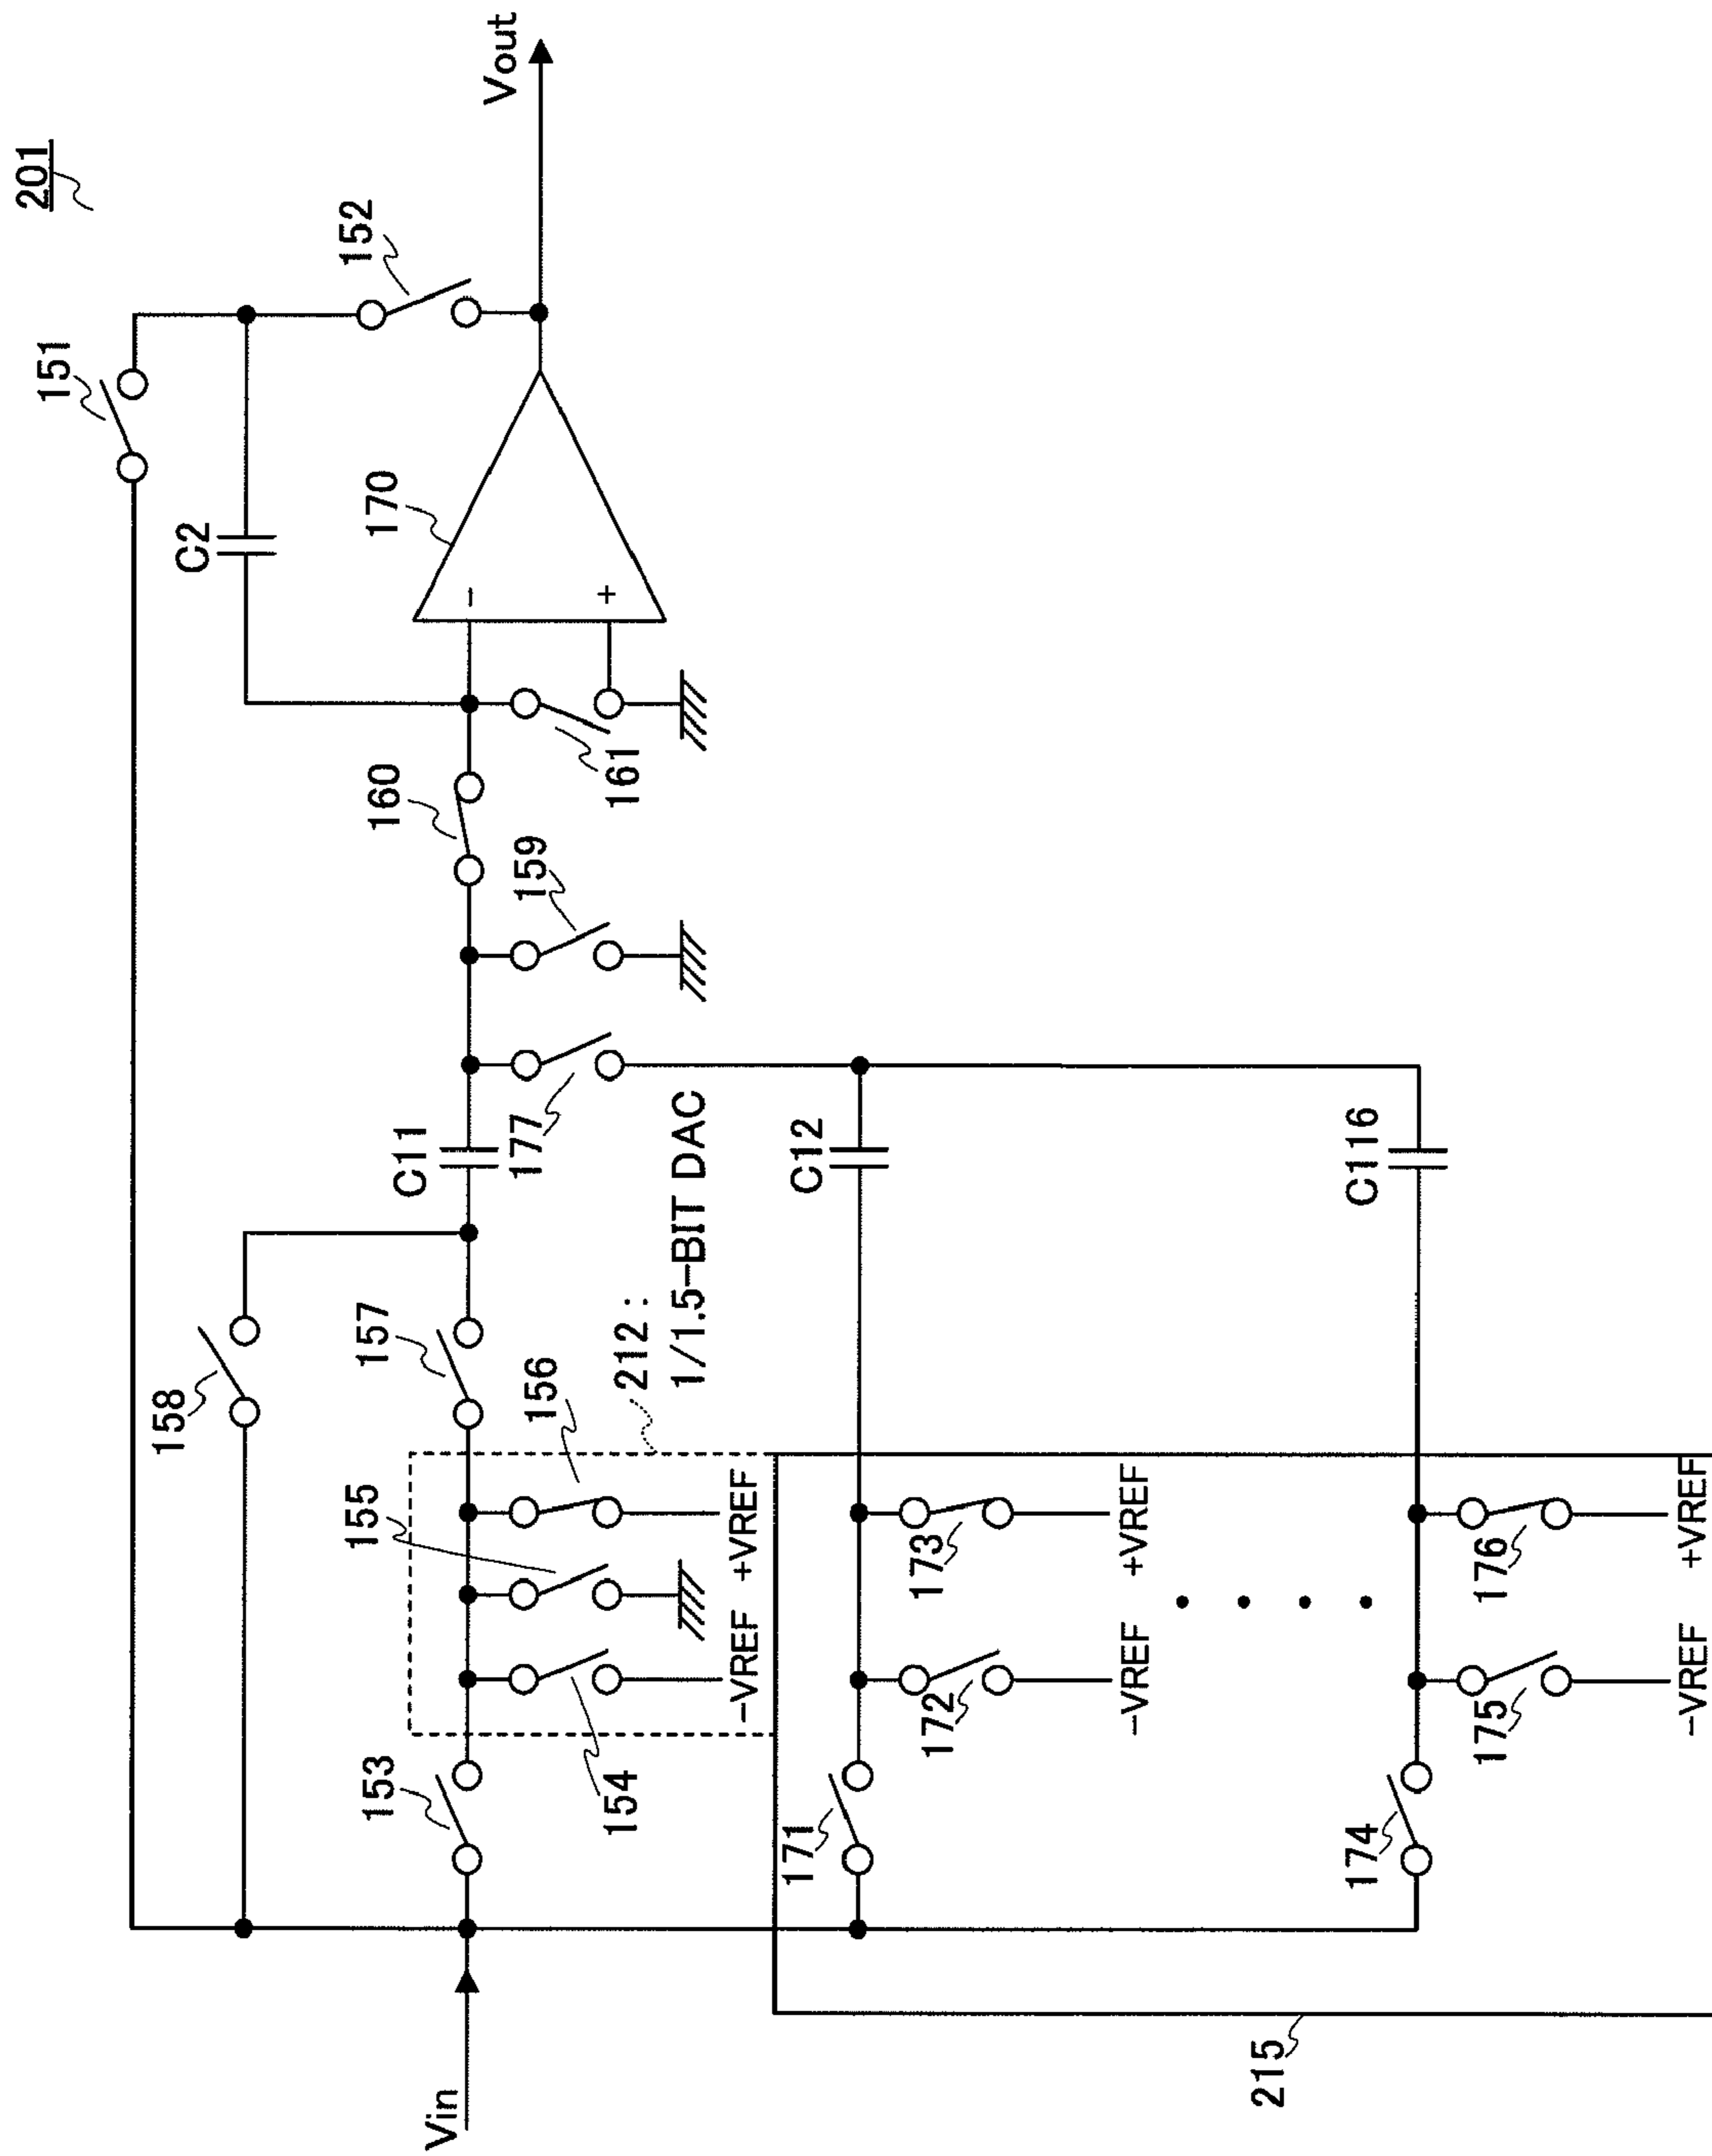 201
151
152
Vout
C2
170
-
+
160
161
159
158
157
C11
177
153
155
156
212 :
1/1.5-BIT DAC
154
-VREF
+VREF
Vin
C12
171
172
173
-VREF
+VREF
C116
174
175
176
-VREF
+VREF
215